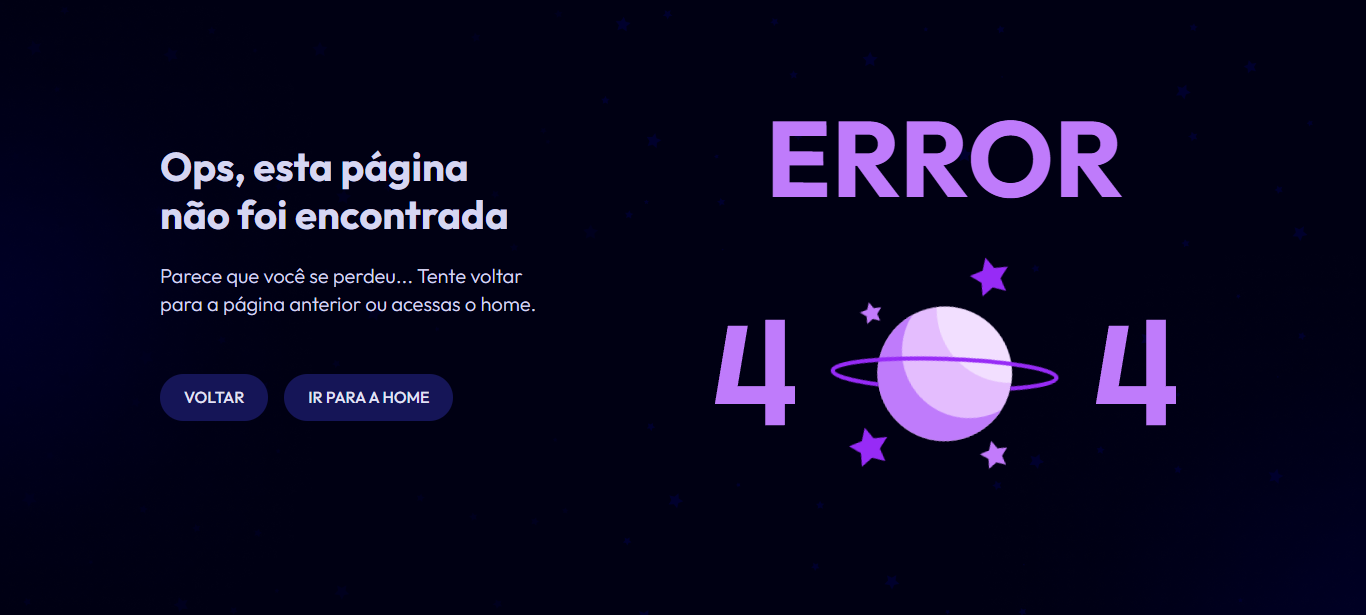 Ops, esta página
não foi encontrada
Parece que você se perdeu... Tente voltar
para a página anterior ou acessas o home.
VOLTAR
IR PARA A HOME
ERROR
4 4